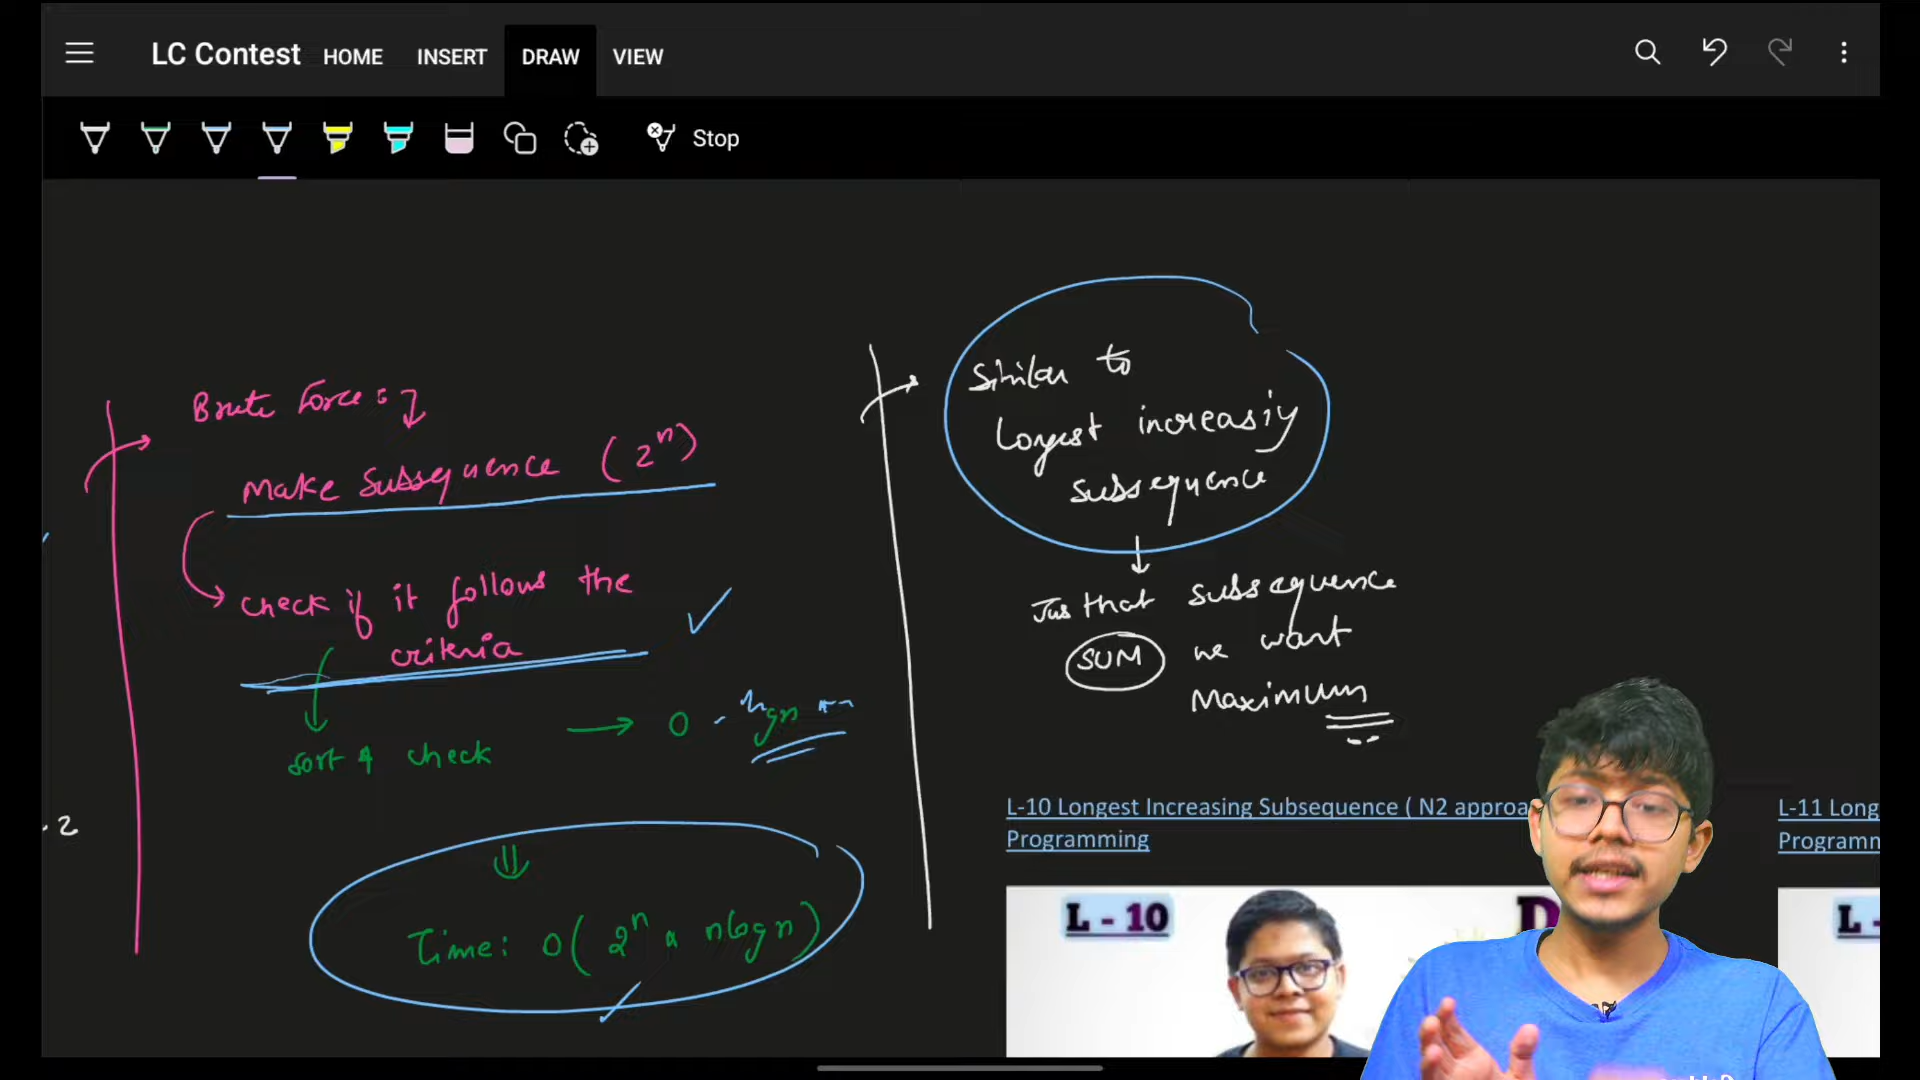 LC Contest HOME INSERT DRAW VIEW
Stop
Brute Force :
Make Subsequence (2ⁿ)
check if it follows the
criteria
sort & check → O
Time: O( 2ⁿ * nlogn)
Similar to
Longest increasing
subsequence
Jus that subsequence
SUM we want
Maximum
- 2
L-10 Longest Increasing Subsequence ( N2 approa
Programming
L-11 Long
Programm
L - 10
D
L -